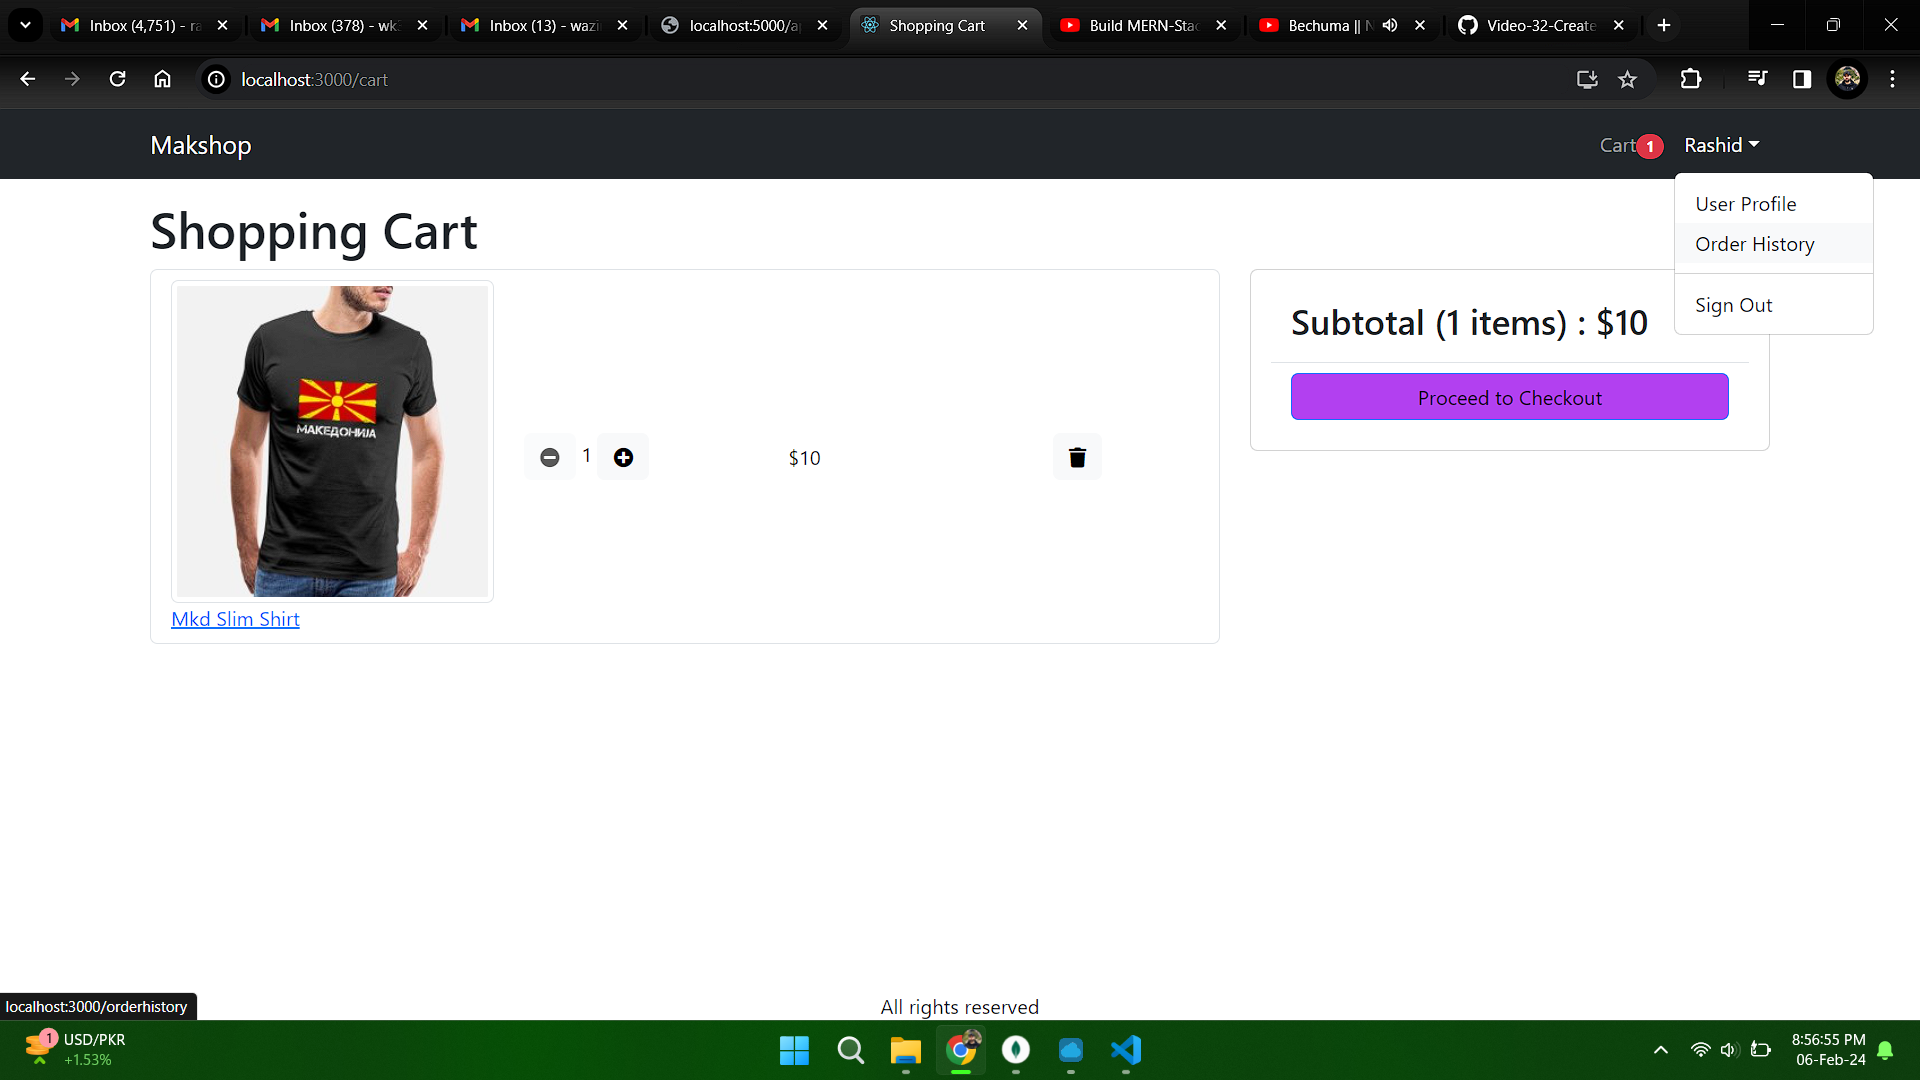 Inbox (4,751) - ra
Inbox (378) - wk
Inbox (13) - wazi
localhost:5000/a
Shopping Cart
Build MERN-Stac
Bechuma ||
Video-32-Create
localhost:3000/cart
Makshop
Cart 1
Rashid
User Profile
Order History
Sign Out
Shopping Cart
МАКЕДОНИЈА
1
$10
Mkd Slim Shirt
Subtotal (1 items) : $10
Proceed to Checkout
All rights reserved
localhost:3000/orderhistory
1
USD/PKR
+1.53%
8:56:55 PM
06-Feb-24